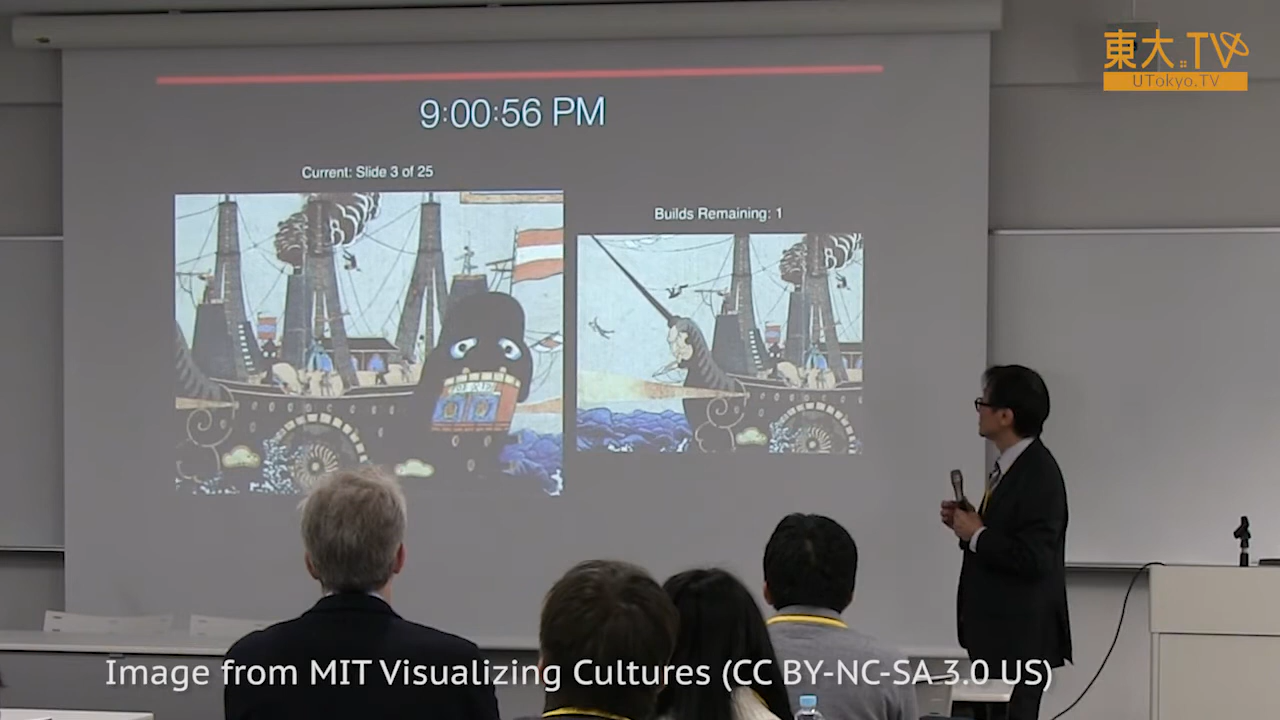 東大.TV
UTokyo.TV
9:00:56 PM
Current: Slide 3 of 25
Builds Remaining: 1
Image from MIT Visualizing Cultures (CC BY-NC-SA 3.0 US)